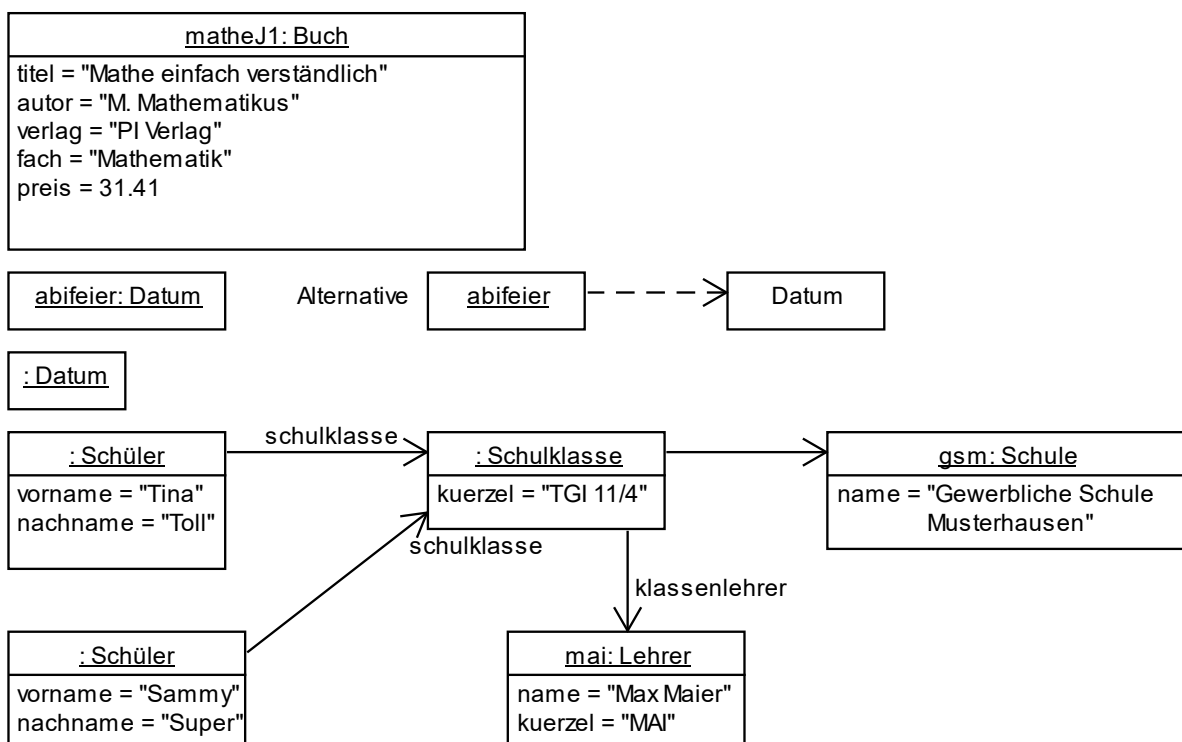 matheJ1: Buch
titel = "Mathe einfach verständlich"
autor = "M. Mathematikus"
verlag = "PI Verlag"
fach = "Mathematik"
preis = 31.41
abifeier: Datum
Alternative
abifeier
Datum
: Datum
schulklasse
: Schüler
vorname = "Tina"
nachname = "Toll"
: Schulklasse
kuerzel = "TGI 11/4"
gsm: Schule
name = "Gewerbliche Schule
Musterhausen"
schulklasse
klassenlehrer
: Schüler
vorname = "Sammy"
nachname = "Super"
mai: Lehrer
name = "Max Maier"
kuerzel = "MAI"